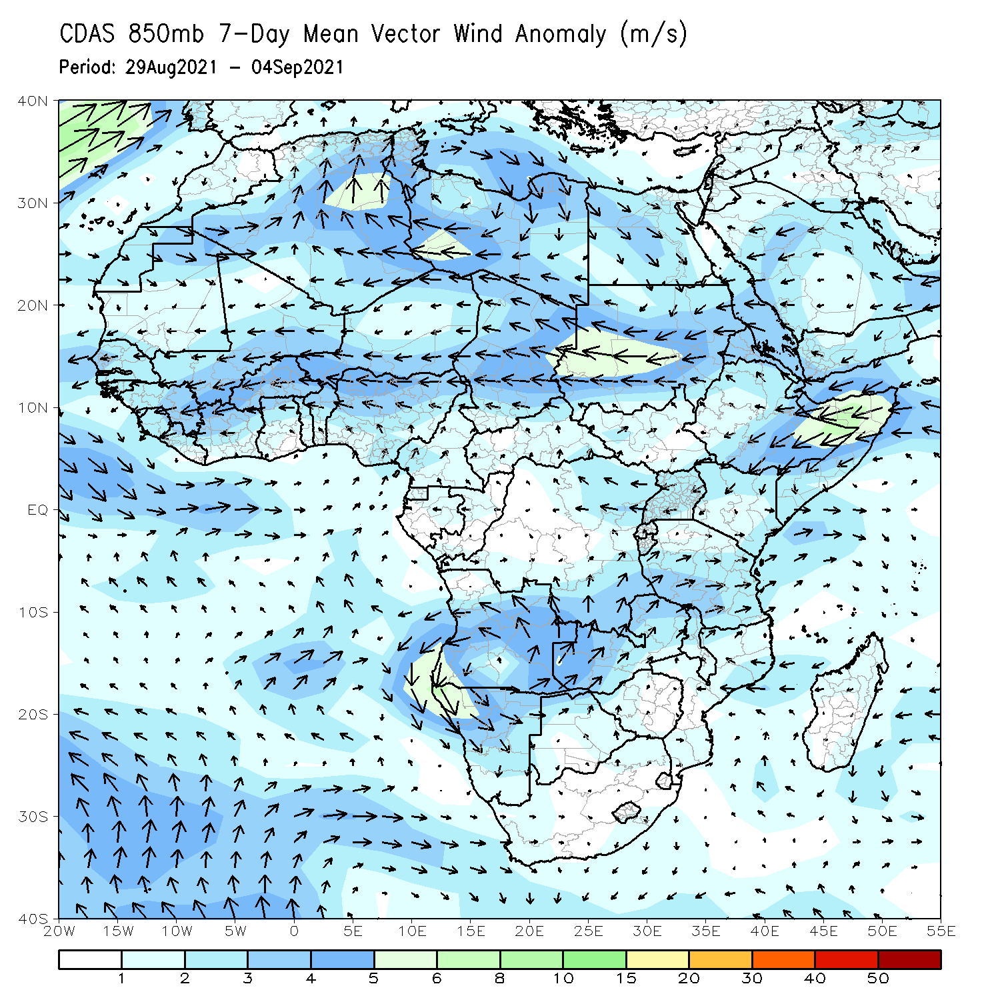 CDAS 850mb 7-Day Mean Vector Wind Anomaly (m/s)
Period: 29Aug2021 - 04Sep2021
40N
30N
20N
10N
EQ
10S
20S
30S
40S
20W 15W 10W 5W 0 5E 10E 15E 20E 25E 30E 35E 40E 45E 50E 55E
1 2 3 4 5 6 8 10 15 20 30 40 50